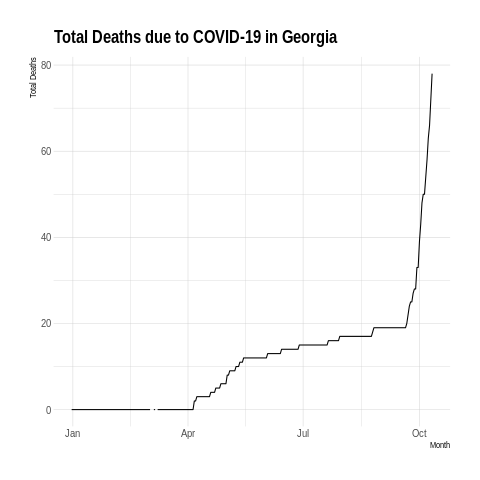 Total Deaths due to COVID-19 in Georgia
Total Deaths
80
60
40
20
0
Jan
Apr
Jul
Oct
Month